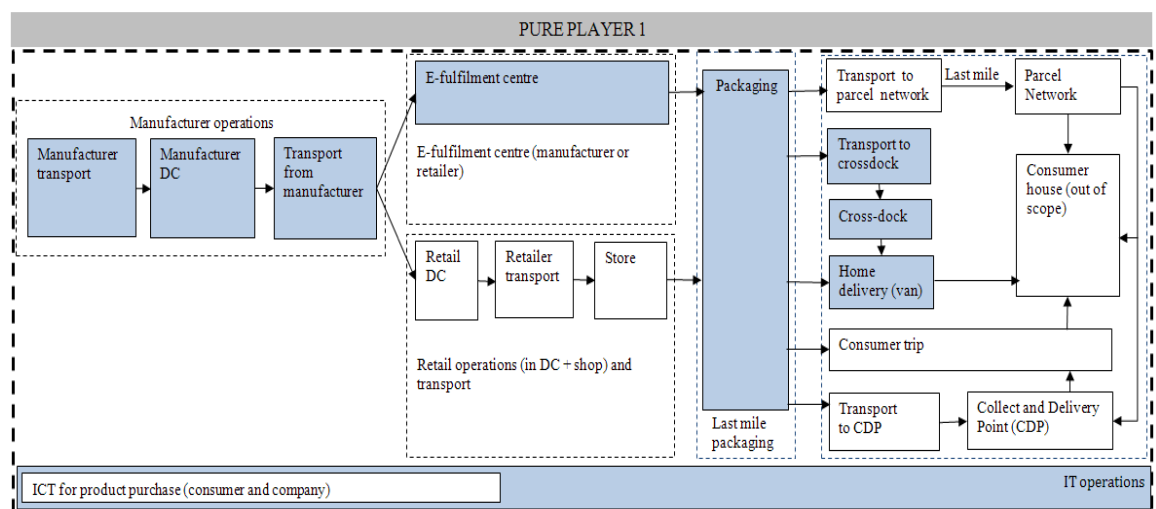 PURE PLAYER 1
Manufacturer operations
Manufacturer
transport
Manufacturer
DC
Transport
from
manufacturer
E-fulfilment centre
E-fulfilment centre (manufacturer or
retailer)
Retail
DC
Retailer
transport
Store
Retail operations (in DC + shop) and
transport
Packaging
Last mile
packaging
Transport to
parcel network
Last mile
Parcel
Network
Transport to
crossdock
Cross-dock
Home
delivery (van)
Consumer
house (out of
scope)
Consumer trip
Transport
to CDP
Collect and Delivery
Point (CDP)
IT operations
ICT for product purchase (consumer and company)